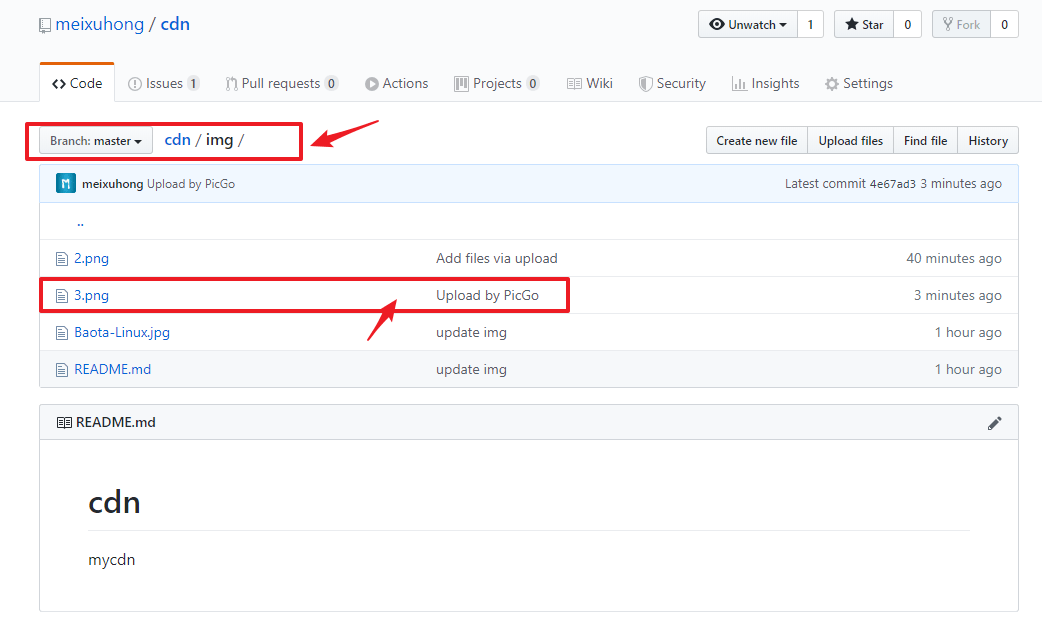 meixuhong / cdn
Unwatch 1 Star 0 Fork 0
Code Issues 1 Pull requests 0 Actions Projects 0 Wiki Security Insights Settings
Branch: master cdn / img / Create new file Upload files Find file History
meixuhong Upload by PicGo Latest commit 4e67ad3 3 minutes ago
..
2.png Add files via upload 40 minutes ago
3.png Upload by PicGo 3 minutes ago
Baota-Linux.jpg update img 1 hour ago
README.md update img 1 hour ago
README.md
cdn
mycdn